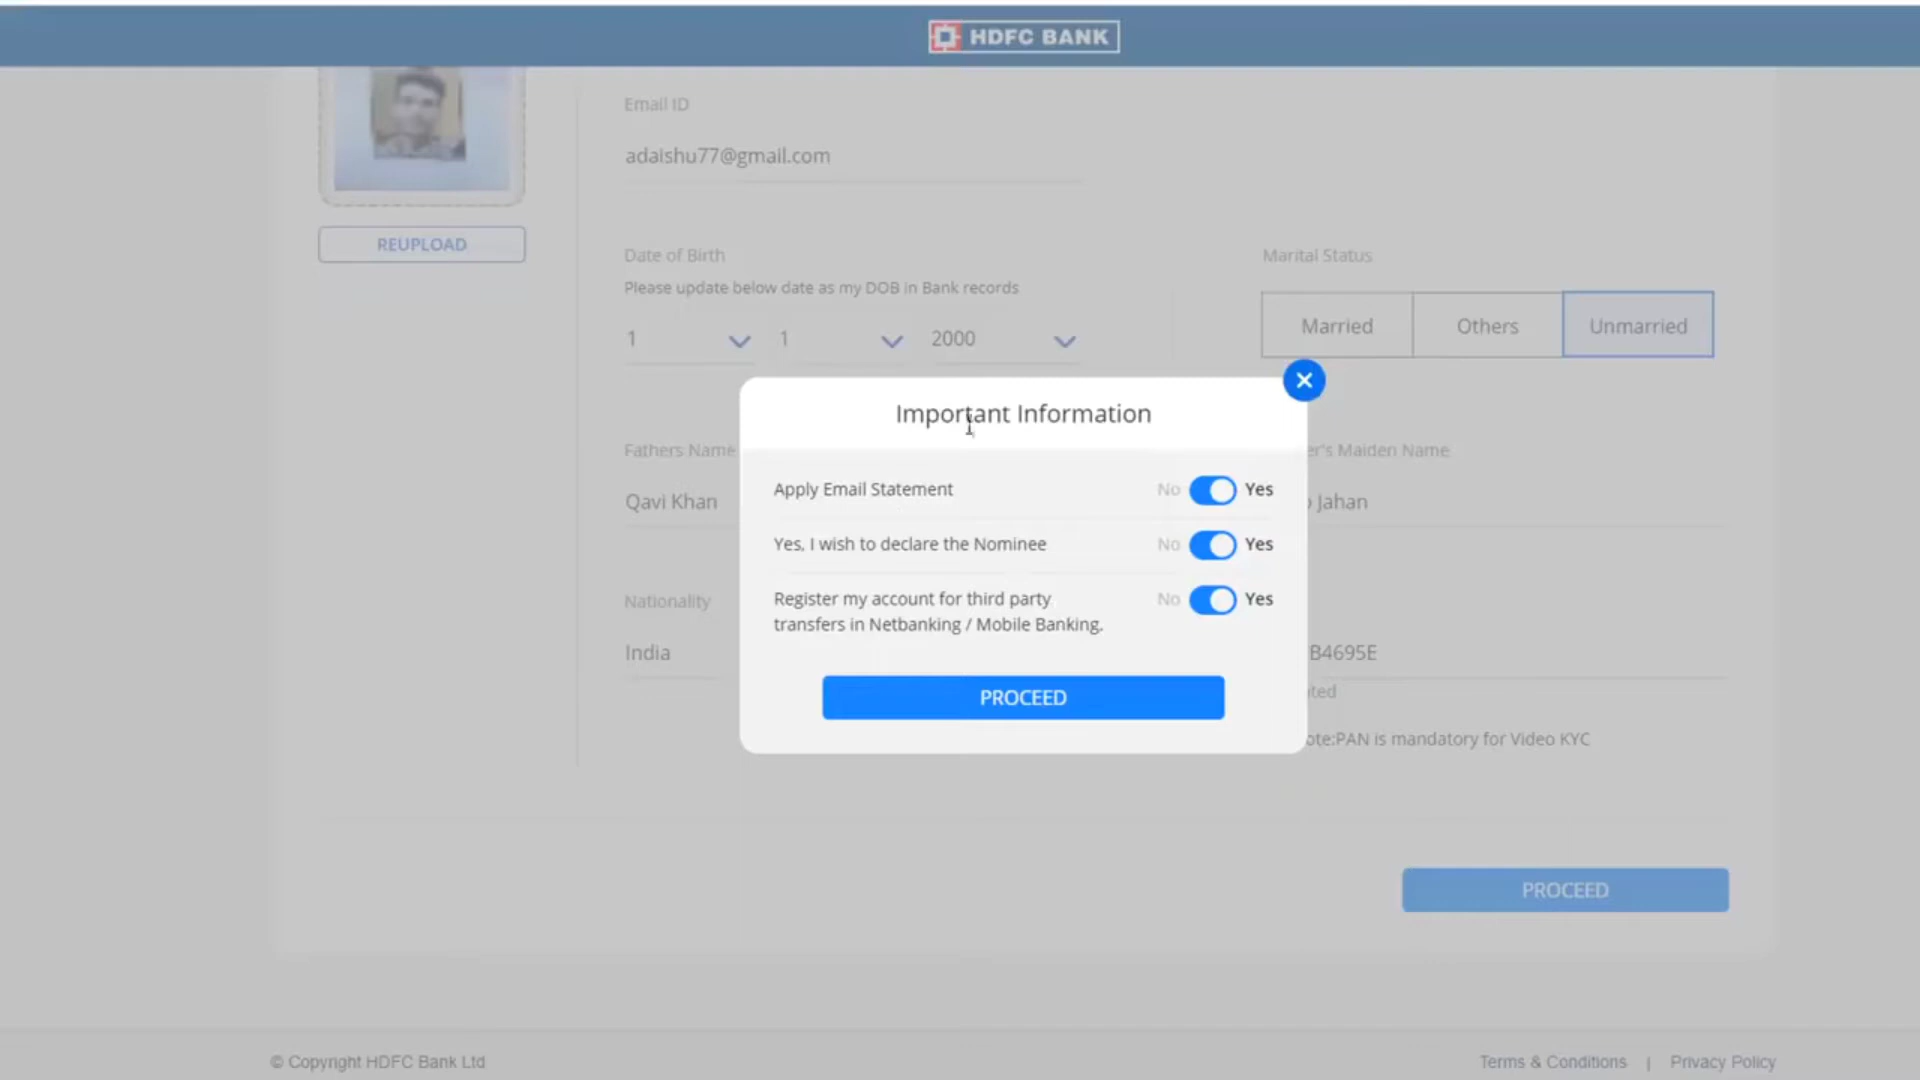 HDFC BANK
Email ID
adaishu77@gmail.com
REUPLOAD
Date of Birth
Marital Status
Please update below date as my DOB in Bank records
1 1 2000
Married Others Unmarried
Important Information
Fathers Name
er's Maiden Name
Apply Email Statement No Yes
Qavi Khan
Jahan
Yes, I wish to declare the Nominee No Yes
Nationality
Register my account for third party No Yes
transfers in Netbanking / Mobile Banking.
India
B4695E
ted
PROCEED
ote:PAN is mandatory for Video KYC
PROCEED
© Copyright HDFC Bank Ltd
Terms & Conditions | Privacy Policy